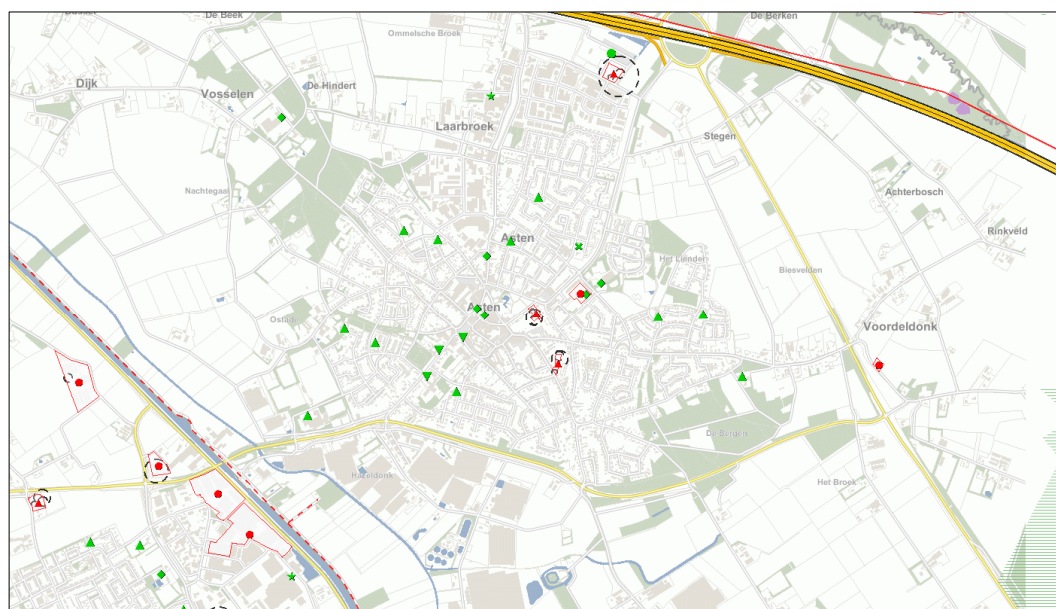 De Beek
De Berken
Ommelsche Broek
Dijk
De Hindert
Vosselen
Laarbroek
Stegen
Nachtegaal
Achterbosch
Rinkveld
Asten
Het Lienderf
Biesvelden
Asten
Ostade
Voordeldonk
De Bergen
Hazeldonk
Het Broek